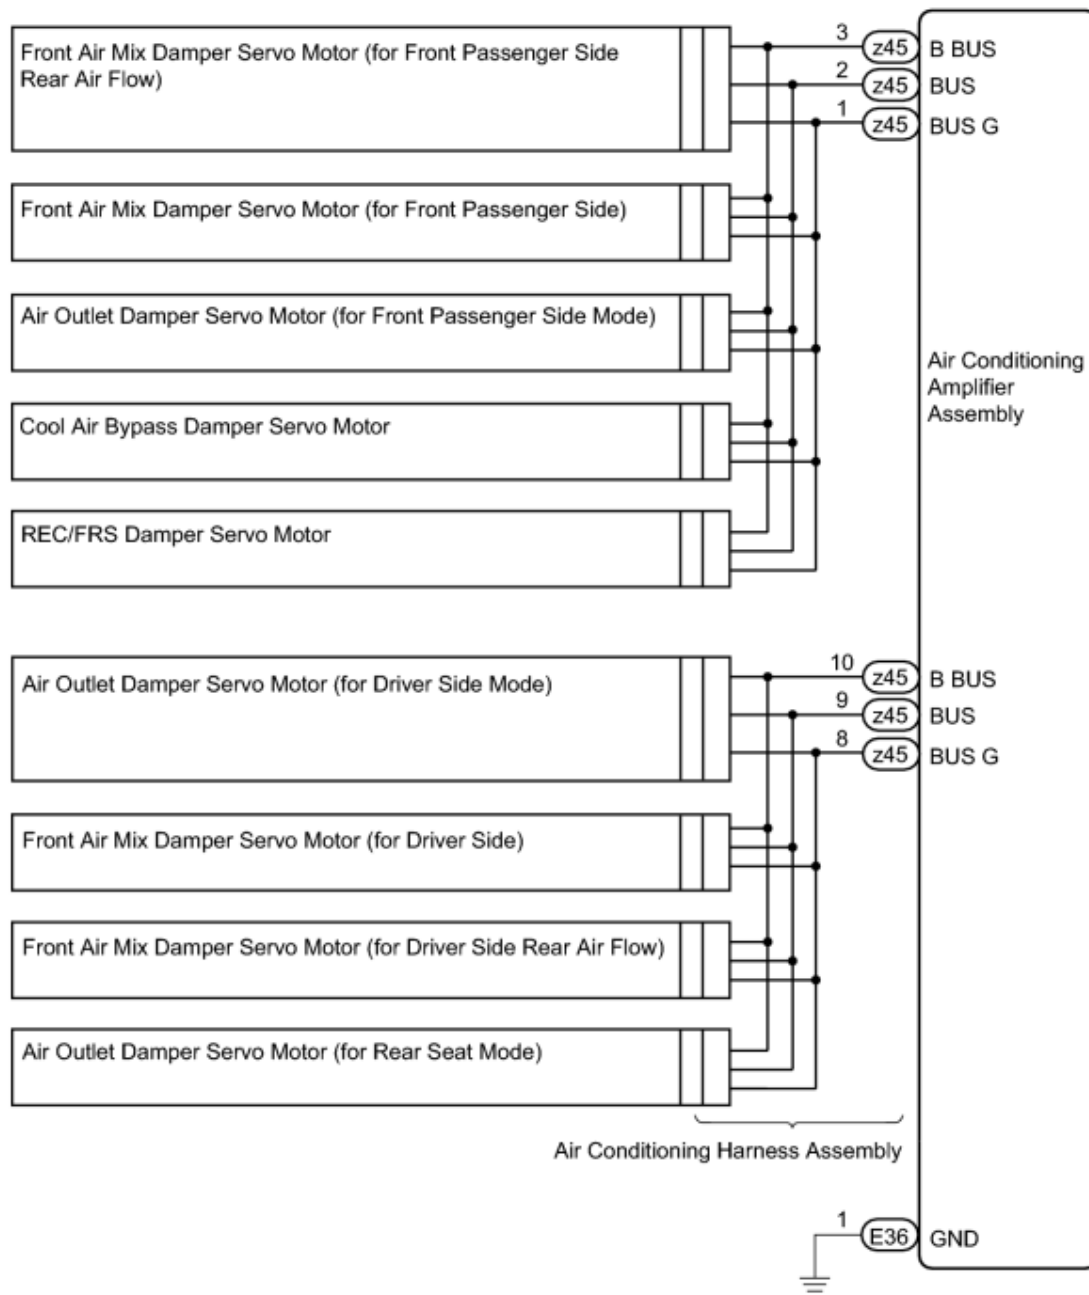 Front Air Mix Damper Servo Motor (for Front Passenger Side
Rear Air Flow)
3
z45
B BUS
2
z45
BUS
1
z45
BUS G
Front Air Mix Damper Servo Motor (for Front Passenger Side)
Air Outlet Damper Servo Motor (for Front Passenger Side Mode)
Air Conditioning
Amplifier
Assembly
Cool Air Bypass Damper Servo Motor
REC/FRS Damper Servo Motor
Air Outlet Damper Servo Motor (for Driver Side Mode)
10
z45
B BUS
9
z45
BUS
8
z45
BUS G
Front Air Mix Damper Servo Motor (for Driver Side)
Front Air Mix Damper Servo Motor (for Driver Side Rear Air Flow)
Air Outlet Damper Servo Motor (for Rear Seat Mode)
Air Conditioning Harness Assembly
1
E36
GND